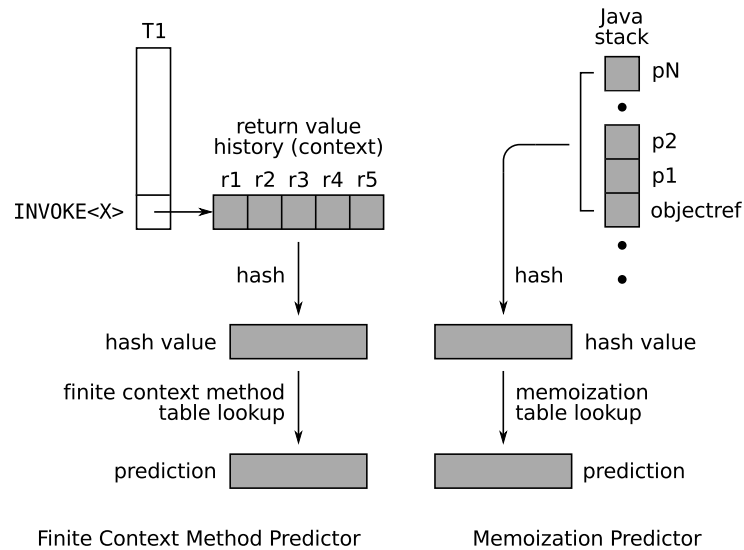 T1
return value
history (context)
r1 r2 r3 r4 r5
INVOKE<X>
hash
hash value
finite context method
table lookup
prediction
Finite Context Method Predictor
Java
stack
pN
p2
p1
objectref
hash
hash value
memoization
table lookup
prediction
Memoization Predictor